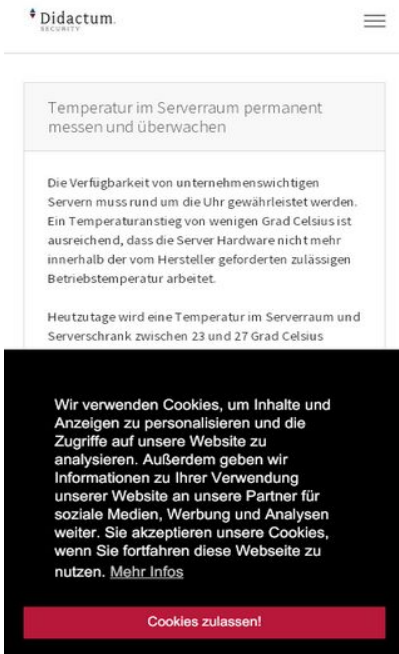 Didactum
SECURITY
Temperatur im Serverraum permanent
messen und überwachen
Die Verfügbarkeit von unternehmenswichtigen
Servern muss rund um die Uhr gewährleistet werden.
Ein Temperaturanstieg von wenigen Grad Celsius ist
ausreichend, dass die Server Hardware nicht mehr
innerhalb der vom Hersteller geforderten zulässigen
Betriebstemperatur arbeitet.
Heutzutage wird eine Temperatur im Serverraum und
Serverschrank zwischen 23 und 27 Grad Celsius
Wir verwenden Cookies, um Inhalte und
Anzeigen zu personalisieren und die
Zugriffe auf unsere Website zu
analysieren. Außerdem geben wir
Informationen zu Ihrer Verwendung
unserer Website an unsere Partner für
soziale Medien, Werbung und Analysen
weiter. Sie akzeptieren unsere Cookies,
wenn Sie fortfahren diese Webseite zu
nutzen. Mehr Infos
Cookies zulassen!